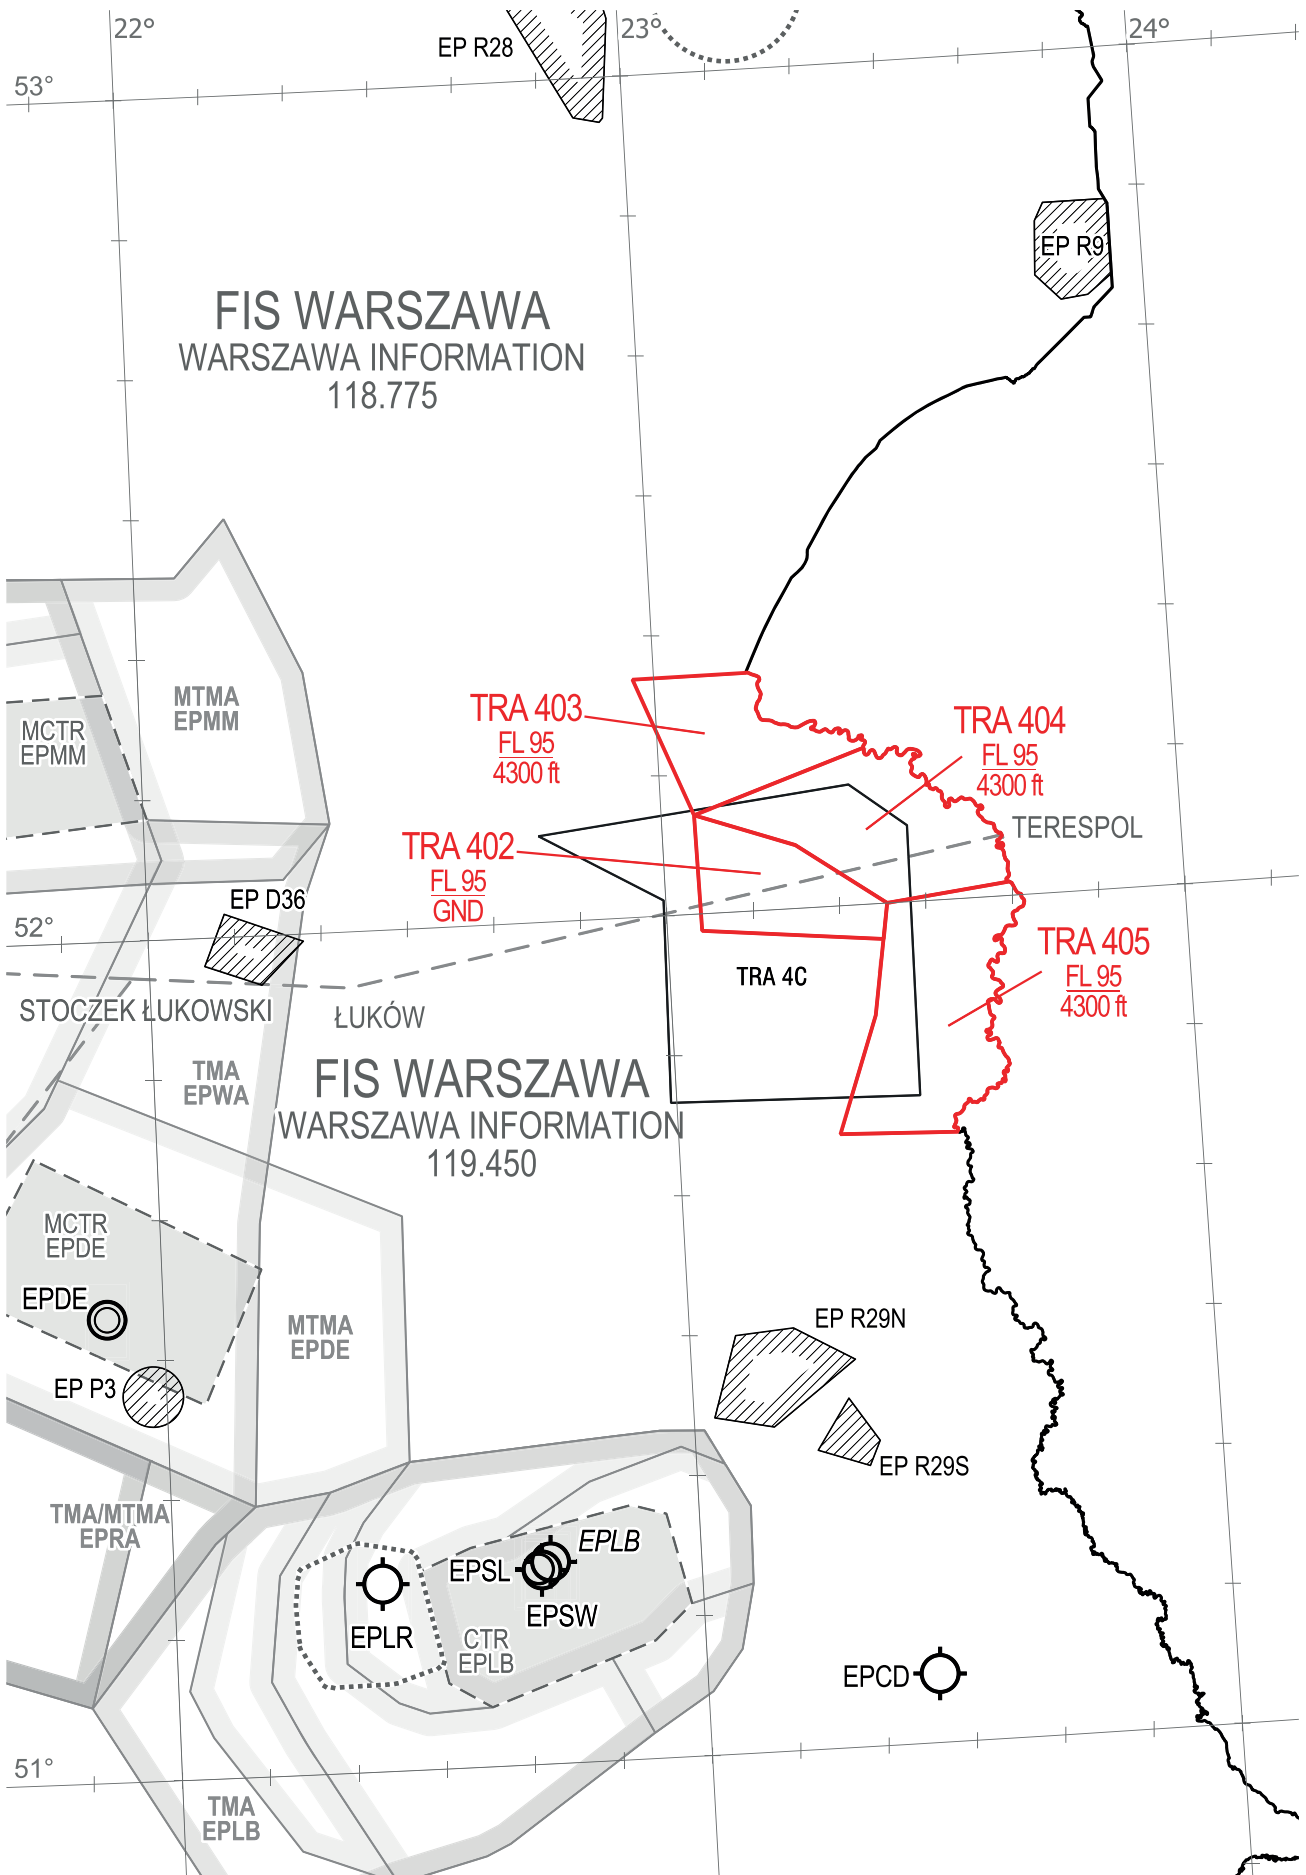 22°
23°
24°
EP R28
53°
EP R9
FIS WARSZAWA
WARSZAWA INFORMATION
118.775
MTMA
EPMM
MCTR
EPMM
TRA 403
FL 95
4300 ft
TRA 404
FL 95
4300 ft
TERESPOL
TRA 402
FL 95
GND
EP D36
52°
TRA 405
FL 95
4300 ft
TRA 4C
STOCZEK ŁUKOWSKI
ŁUKÓW
TMA
EPWA
FIS WARSZAWA
WARSZAWA INFORMATION
119.450
MCTR
EPDE
EPDE
MTMA
EPDE
EP R29N
EP P3
EP R29S
TMA/MTMA
EPRA
EPLB
EPSL
EPSW
EPLR
CTR
EPLB
EPCD
51°
TMA
EPLB